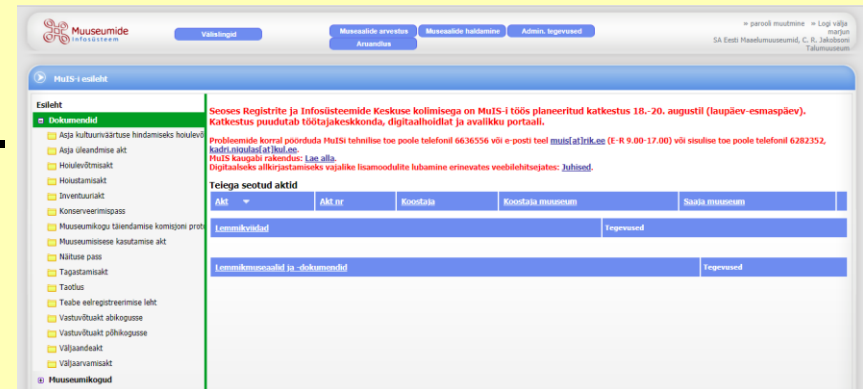 Muuseumide
Infosüsteem
Välislingid
Museaalide arvestus
Museaalide haldamine
Admin. tegevused
Aruandlus
» parooli muutmine » Logi välja
marjun
SA Eesti Maaelumuuseumid, C. R. Jakobsoni
Talumuuseum
MuIS-i esileht
Esileht
Dokumendid
Asja kultuuriväärtuse hindamiseks hoiulevõ
Asja üleandmise akt
Hoiulevõtmisakt
Hoiustamisakt
Inventuuriakt
Konserveerimispass
Muuseumikogu täiendamise komisjoni prot
Muuseumisisese kasutamise akt
Näituse pass
Tagastamisakt
Taotlus
Teabe eelregistreerimise leht
Vastuvõtuakt abikogusse
Vastuvõtuakt põhikogusse
Väljaandeakt
Väljaarvamisakt
Muuseumikogud
Seoses Registrite ja Infosüsteemide Keskuse kolimisega on MuIS-i töös planeeritud katkestus 18.-20. augustil (laupäev-esmaspäev).
Katkestus puudutab töötajakeskkonda, digitaalhoidlat ja avalikku portaali.
Probleemide korral pöörduda MuISi tehnilise toe poole telefonil 6636556 või e-posti teel muis[at]rik.ee (E-R 9.00-17.00) või sisulise toe poole telefonil 6282352,
kadri.nigulas[at]kul.ee.
MuIS kaugabi rakendus: Lae alla.
Digitaalseks allkirjastamiseks vajalike lisamoodulite lubamine erinevates veebilehitsejates: Juhised.
Teiega seotud aktid
Akt
Akt nr
Koostaja
Koostaja muuseum
Saaja muuseum
Lemmikviidad
Tegevused
Lemmikmuseaalid ja -dokumendid
Tegevused